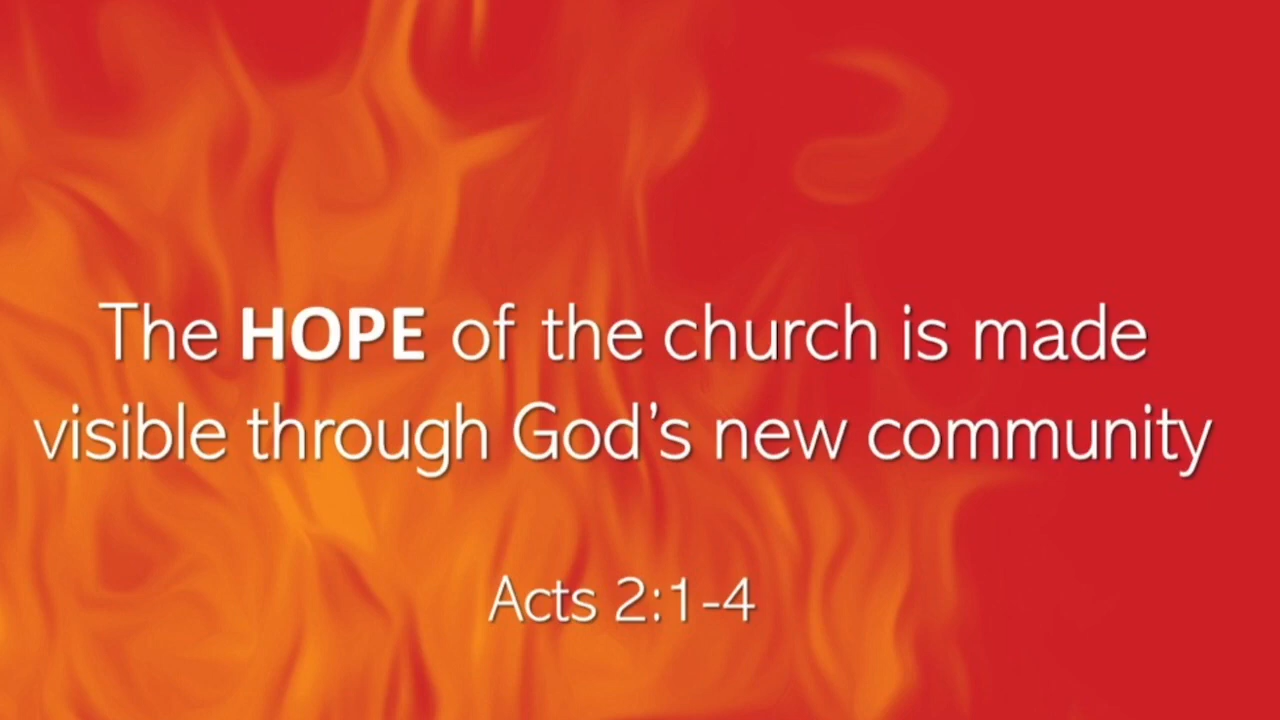 The HOPE of the church is made
visible through God’s new community
Acts 2:1-4